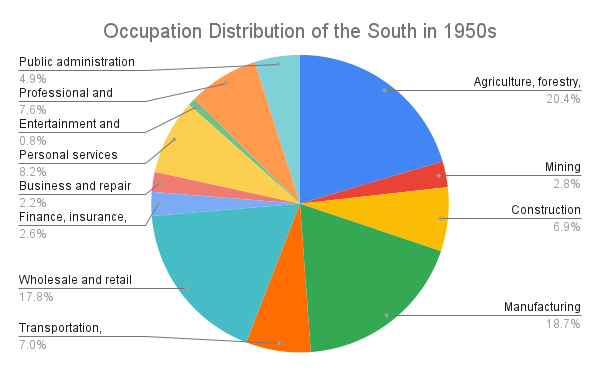 Occupation Distribution of the South in 1950s
Public administration
4.9%
Professional and
7.6%
Entertainment and
0.8%
Personal services
8.2%
Business and repair
2.2%
Finance, insurance,
2.6%
Wholesale and retail
17.8%
Transportation,
7.0%
Agriculture, forestry,
20.4%
Mining
2.8%
Construction
6.9%
Manufacturing
18.7%